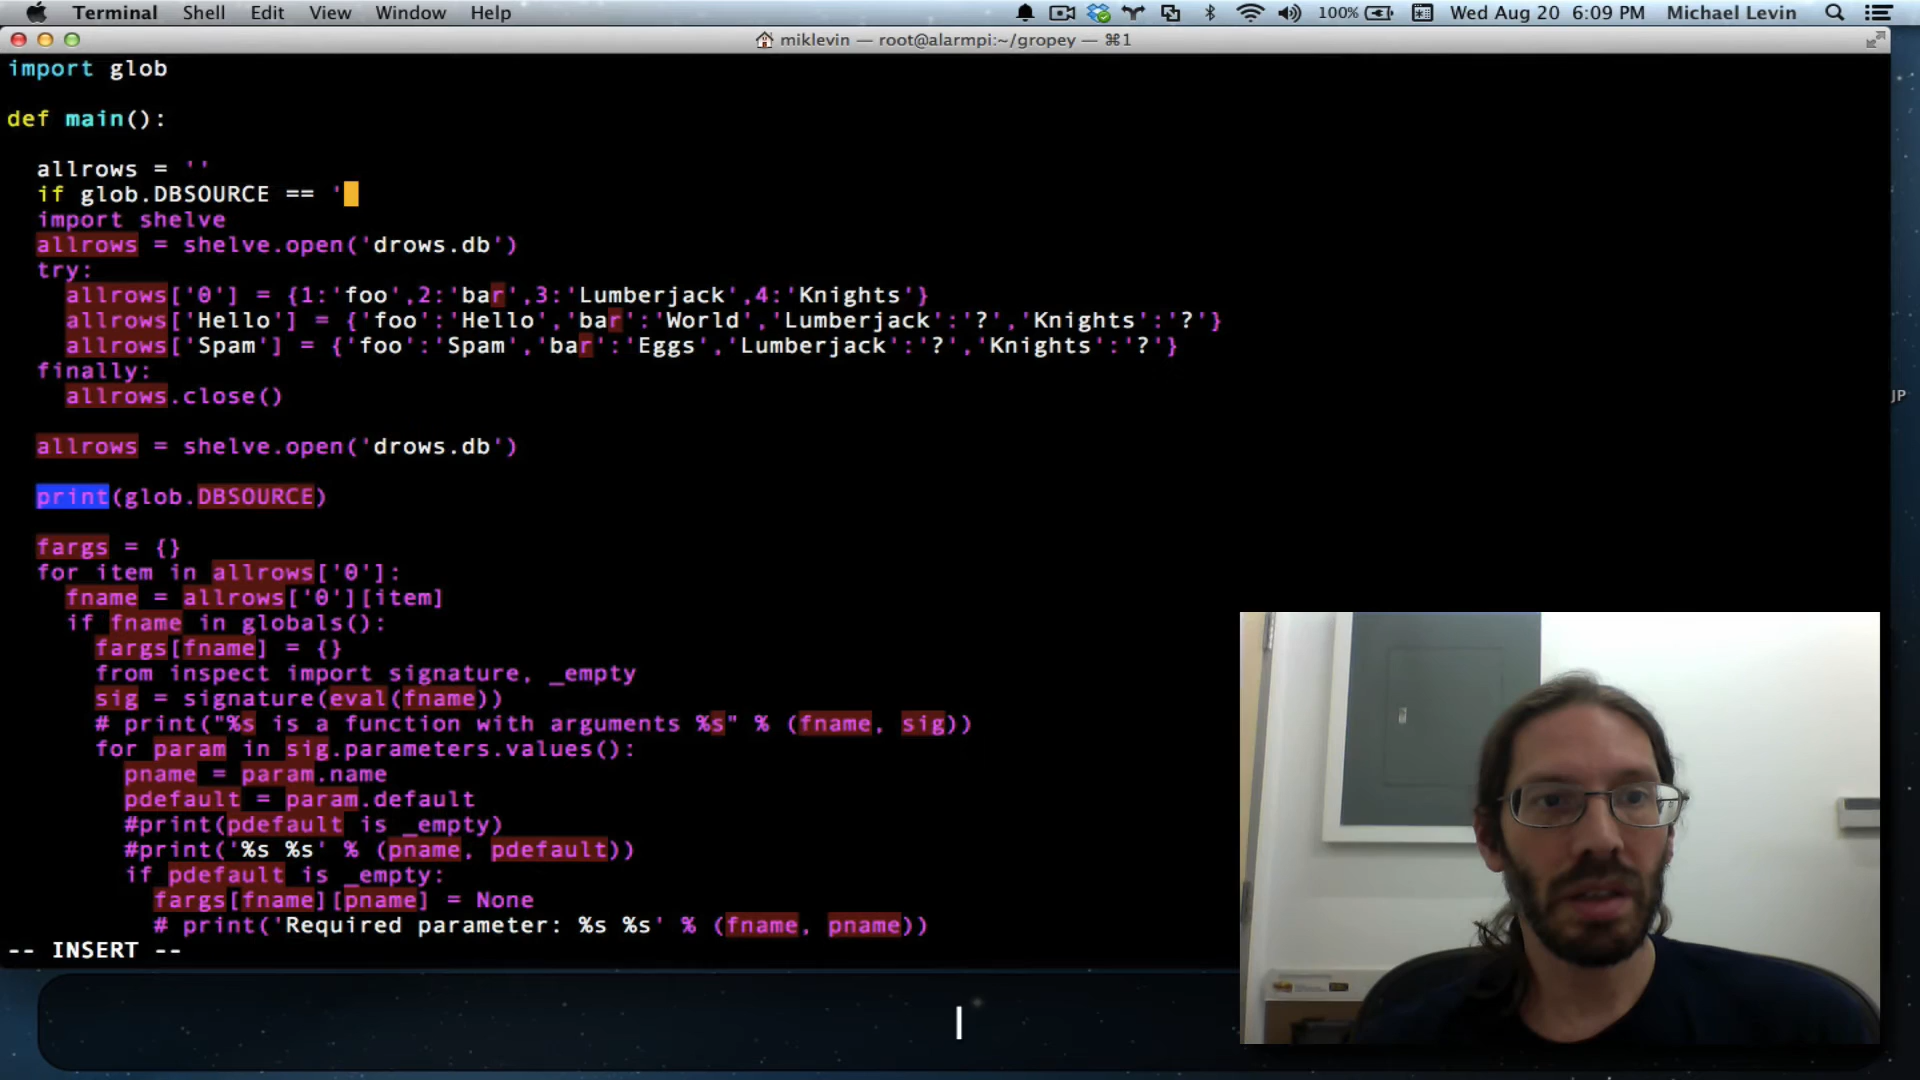 Terminal Shell Edit View Window Help 100% Wed Aug 20 6:09 PM Michael Levin
miklevin — root@alarmpi:~/gropey — ⌘1
import glob
def main():
allrows = ''
if glob.DBSOURCE == '
import shelve
allrows = shelve.open('drows.db')
try:
allrows['0'] = {1:'foo',2:'bar',3:'Lumberjack',4:'Knights'}
allrows['Hello'] = {'foo':'Hello','bar':'World','Lumberjack':'?','Knights':'?'}
allrows['Spam'] = {'foo':'Spam','bar':'Eggs','Lumberjack':'?','Knights':'?'}
finally:
allrows.close()
JP
allrows = shelve.open('drows.db')
print(glob.DBSOURCE)
fargs = {}
for item in allrows['0']:
fname = allrows['0'][item]
if fname in globals():
fargs[fname] = {}
from inspect import signature, _empty
sig = signature(eval(fname))
# print("%s is a function with arguments %s" % (fname, sig))
for param in sig.parameters.values():
pname = param.name
pdefault = param.default
#print(pdefault is _empty)
#print('%s %s' % (pname, pdefault))
if pdefault is _empty:
fargs[fname][pname] = None
# print('Required parameter: %s %s' % (fname, pname))
-- INSERT --